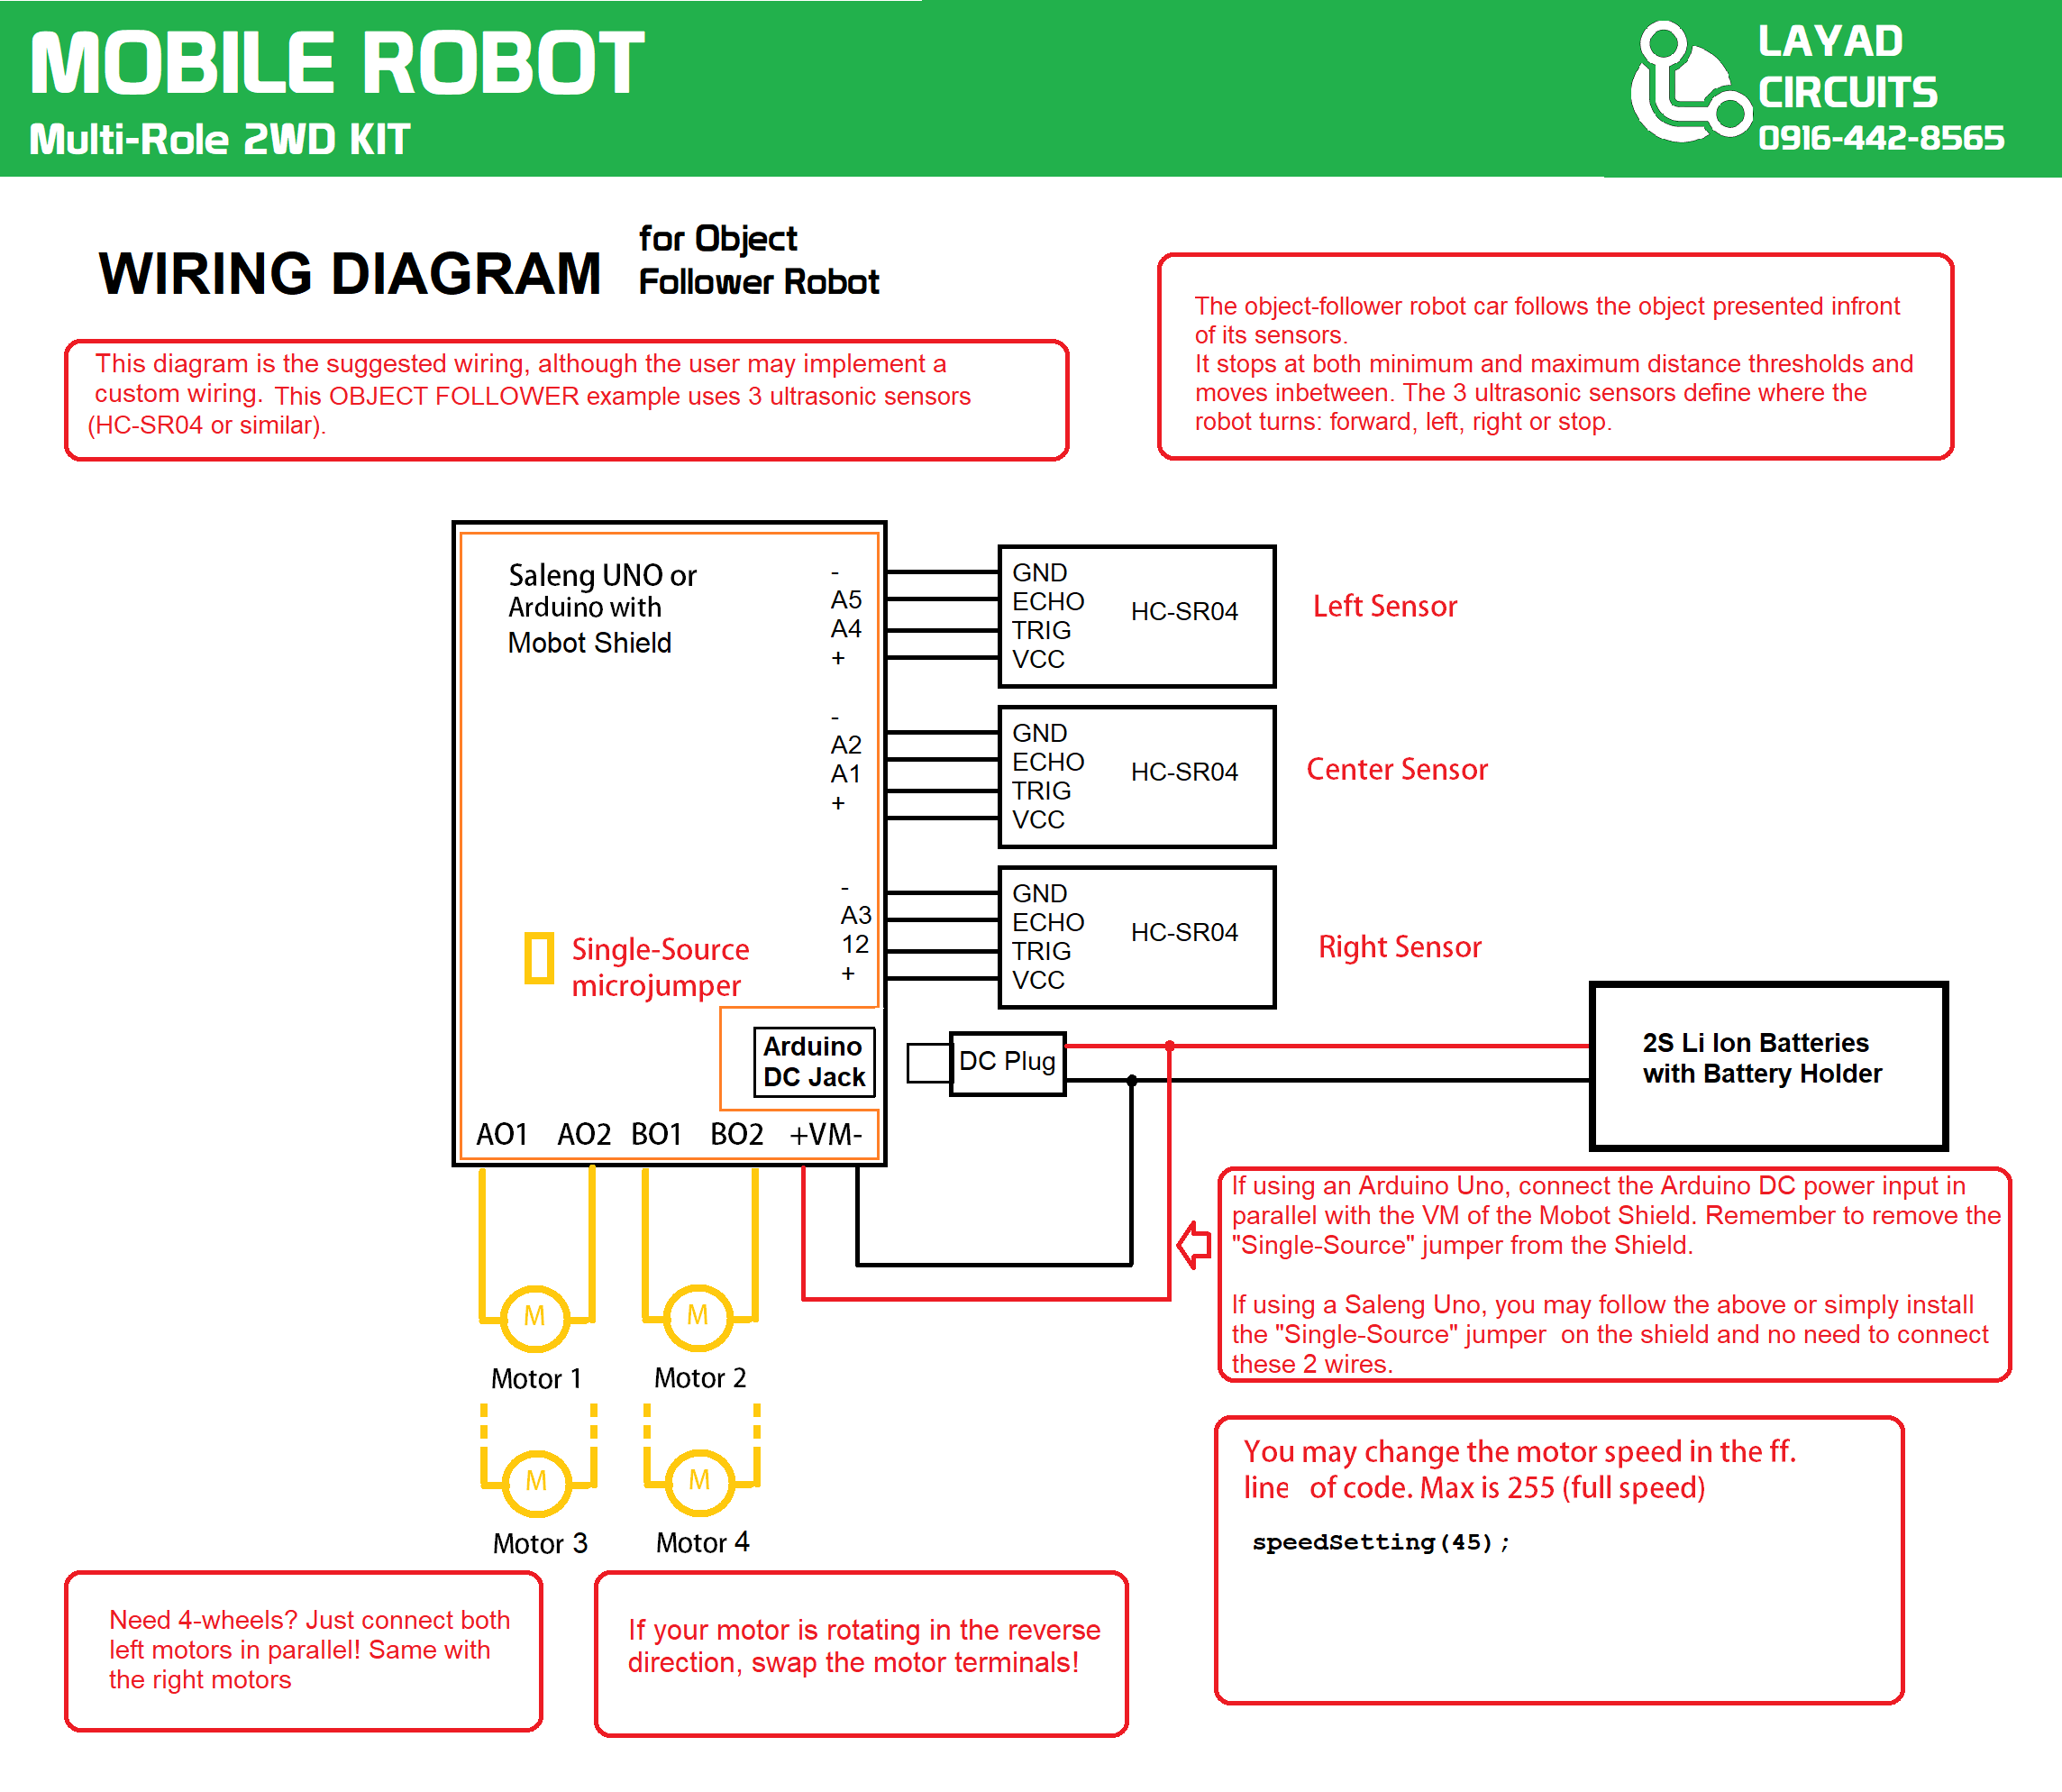 MOBILE ROBOT
Multi-Role 2WD KIT
LAYAD
CIRCUITS
0916-442-8565
WIRING DIAGRAM
for Object
Follower Robot
This diagram is the suggested wiring, although the user may implement a
custom wiring. This OBJECT FOLLOWER example uses 3 ultrasonic sensors
(HC-SR04 or similar).
The object-follower robot car follows the object presented infront
of its sensors.
It stops at both minimum and maximum distance thresholds and
moves inbetween. The 3 ultrasonic sensors define where the
robot turns: forward, left, right or stop.
Saleng UNO or
Arduino with
Mobot Shield
-
A5
A4
+
GND
ECHO
TRIG
VCC
HC-SR04
Left Sensor
-
A2
A1
+
GND
ECHO
TRIG
VCC
HC-SR04
Center Sensor
-
A3
12
+
GND
ECHO
TRIG
VCC
HC-SR04
Right Sensor
Single-Source
microjumper
Arduino
DC Jack
DC Plug
2S Li Ion Batteries
with Battery Holder
AO1 AO2 BO1 BO2 +VM-
If using an Arduino Uno, connect the Arduino DC power input in
parallel with the VM of the Mobot Shield. Remember to remove the
"Single-Source" jumper from the Shield.
If using a Saleng Uno, you may follow the above or simply install
the "Single-Source" jumper on the shield and no need to connect
these 2 wires.
M
Motor 1
M
Motor 2
M
Motor 3
M
Motor 4
You may change the motor speed in the ff.
line of code. Max is 255 (full speed)
speedSetting(45);
Need 4-wheels? Just connect both
left motors in parallel! Same with
the right motors
If your motor is rotating in the reverse
direction, swap the motor terminals!